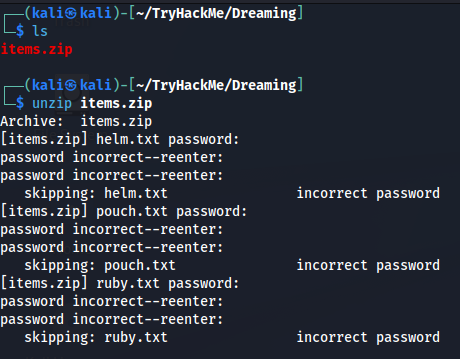 ┌──(kali㉿kali)-[~/TryHackMe/Dreaming]
└─$ ls
items.zip
┌──(kali㉿kali)-[~/TryHackMe/Dreaming]
└─$ unzip items.zip
Archive:  items.zip
[items.zip] helm.txt password:
password incorrect--reenter:
password incorrect--reenter:
   skipping: helm.txt                incorrect password
[items.zip] pouch.txt password:
password incorrect--reenter:
password incorrect--reenter:
   skipping: pouch.txt               incorrect password
[items.zip] ruby.txt password:
password incorrect--reenter:
password incorrect--reenter:
   skipping: ruby.txt                incorrect password